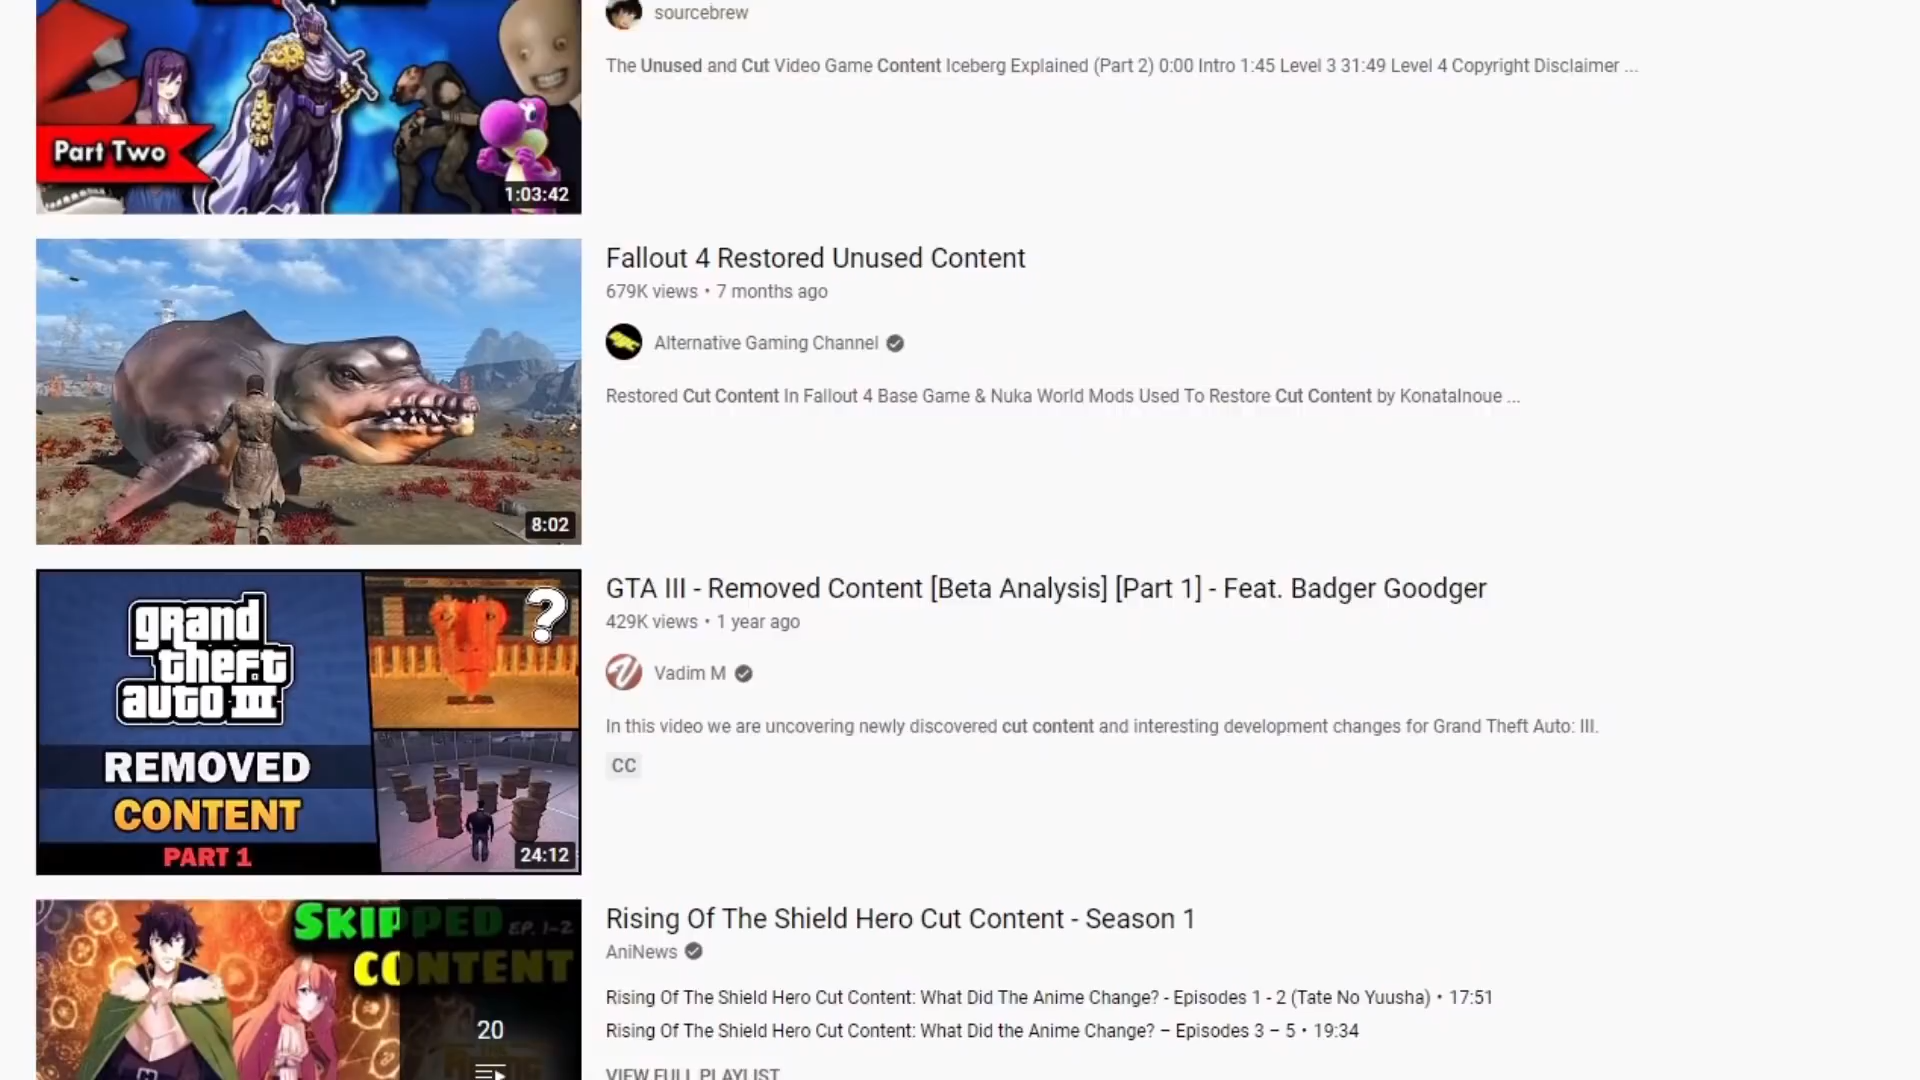 sourcebrew
The Unused and Cut Video Game Content Iceberg Explained (Part 2) 0:00 Intro 1:45 Level 3 31:49 Level 4 Copyright Disclaimer ...
Part Two
1:03:42
Fallout 4 Restored Unused Content
679K views • 7 months ago
Alternative Gaming Channel
Restored Cut Content In Fallout 4 Base Game & Nuka World Mods Used To Restore Cut Content by KonataInoue ...
8:02
GTA III - Removed Content [Beta Analysis] [Part 1] - Feat. Badger Goodger
429K views • 1 year ago
Vadim M
In this video we are uncovering newly discovered cut content and interesting development changes for Grand Theft Auto: III.
CC
grand
theft
auto III
?
REMOVED
CONTENT
PART 1
24:12
Rising Of The Shield Hero Cut Content - Season 1
AniNews
Rising Of The Shield Hero Cut Content: What Did The Anime Change? - Episodes 1 - 2 (Tate No Yuusha) • 17:51
Rising Of The Shield Hero Cut Content: What Did the Anime Change? – Episodes 3 – 5 • 19:34
VIEW FULL PLAYLIST
SKIPPED EP. 1-2
CONTENT
20